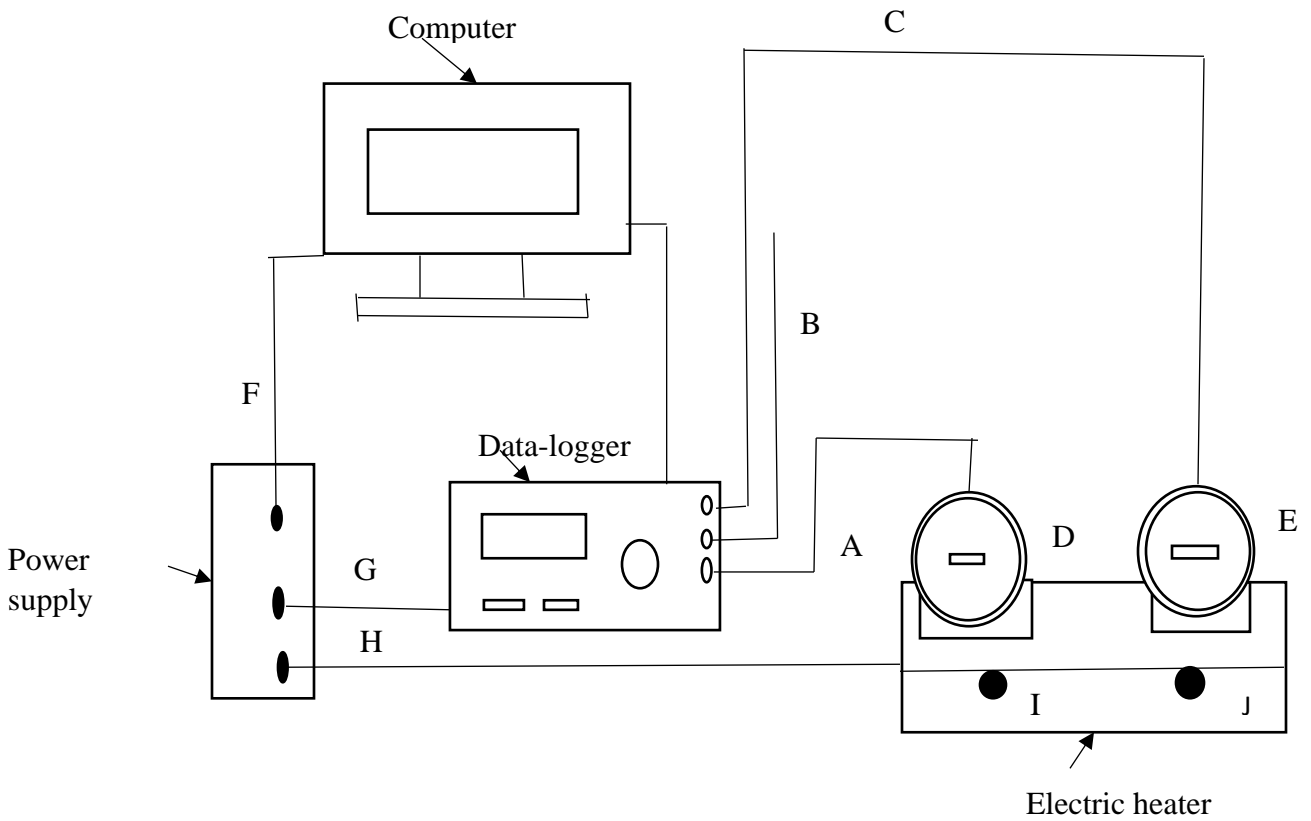 C
Computer
B
F
Data-logger
E
D
A
Power
supply
G
H
I
J
Electric heater